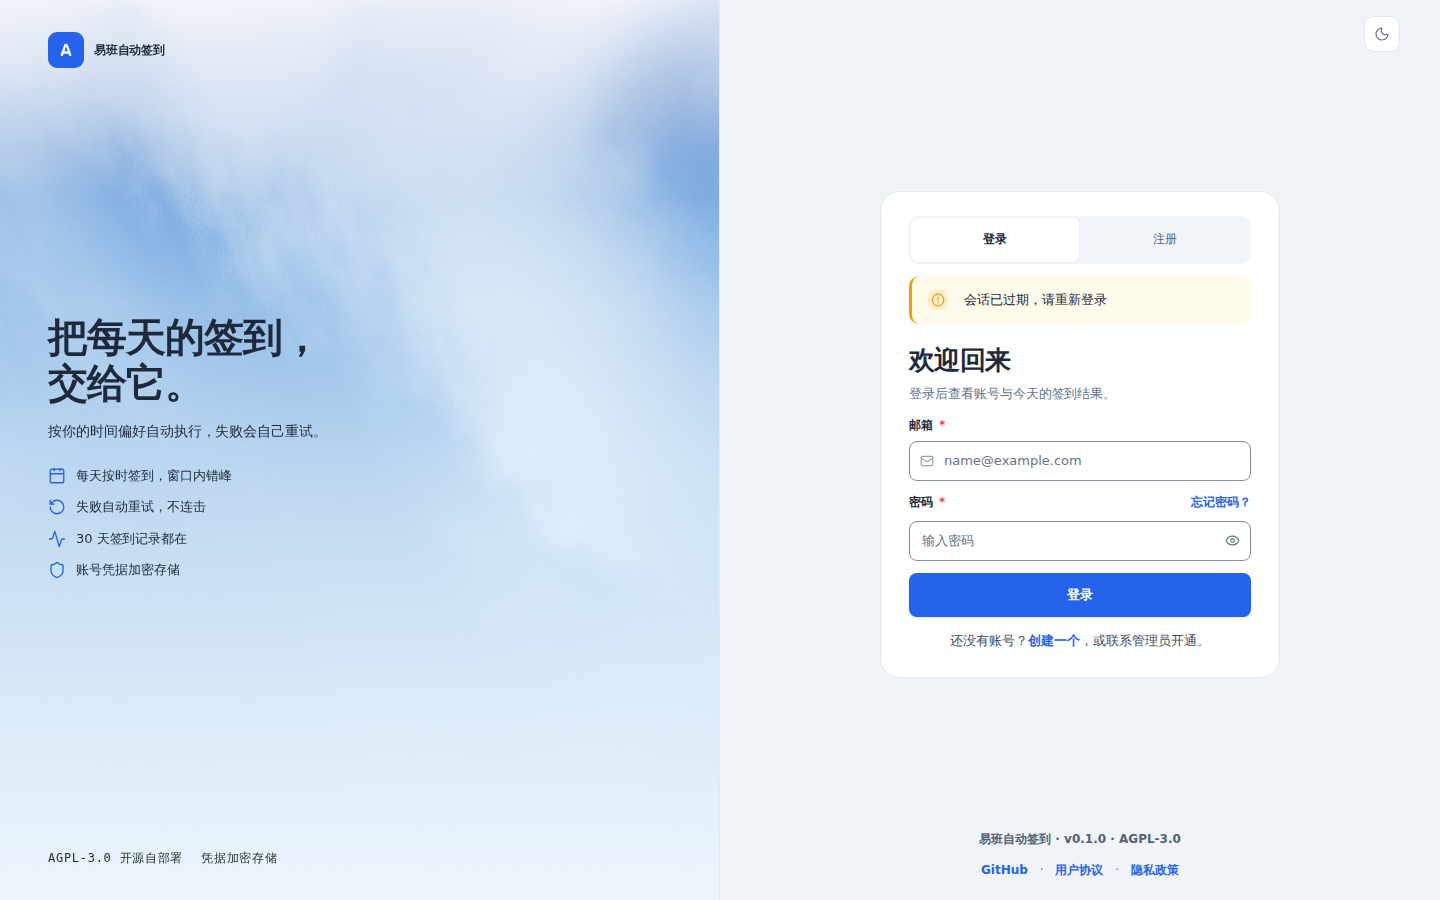 A 易班自动签到
把每天的签到，
交给它。
按你的时间偏好自动执行，失败会自己重试。
每天按时签到，窗口内错峰
失败自动重试，不连击
30 天签到记录都在
账号凭据加密存储
AGPL-3.0 开源自部署 凭据加密存储
登录 注册
会话已过期，请重新登录
欢迎回来
登录后查看账号与今天的签到结果。
邮箱 *
name@example.com
密码 * 忘记密码？
输入密码
登录
还没有账号？创建一个，或联系管理员开通。
易班自动签到 · v0.1.0 · AGPL-3.0
GitHub · 用户协议 · 隐私政策